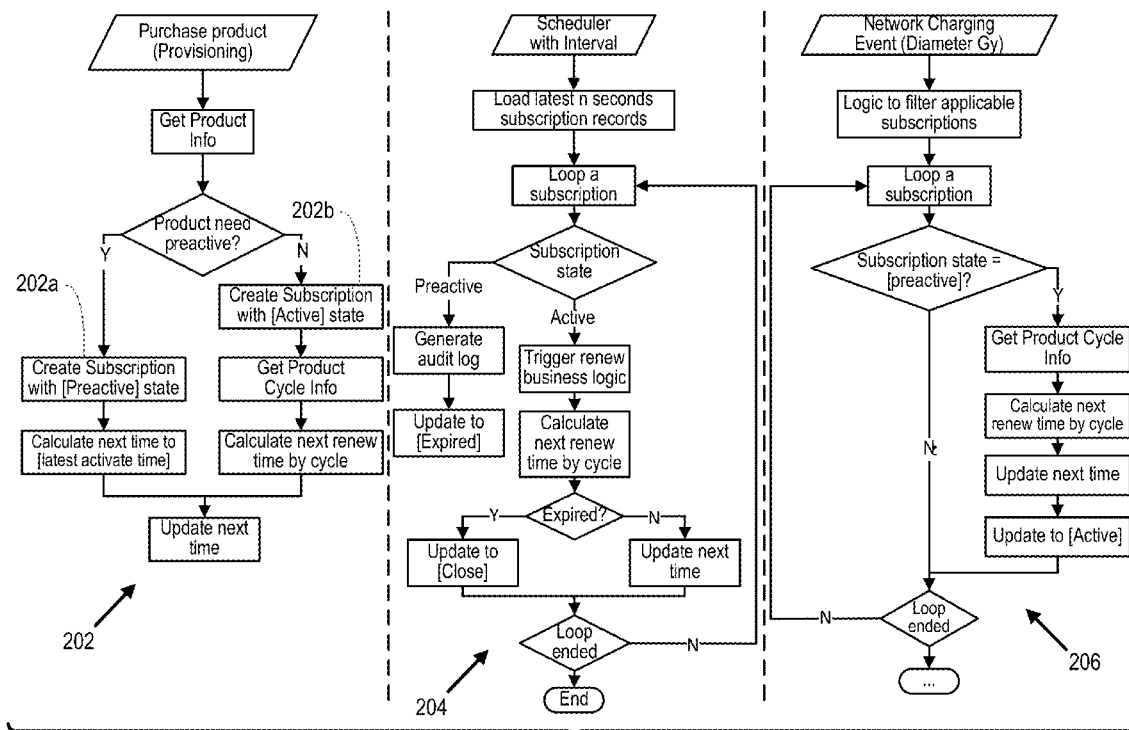 Purchase product
(Provisioning)
Get Product
Info
Product need
preactive?
202b
Y
N
202a
Create Subscription
with [Active] state
Create Subscription
with [Preactive] state
Get Product
Cycle Info
Calculate next time to
[latest activate time]
Calculate next renew
time by cycle
Update next
time
202
Scheduler
with Interval
Load latest n seconds
subscription records
Loop a
subscription
Subscription
state
Preactive
Active
Generate
audit log
Trigger renew
business logic
Update to
[Expired]
Calculate
next renew
time by cycle
Y
Expired?
N
Update to
[Close]
Update next
time
Loop
ended
N
End
204
Network Charging
Event (Diameter Gy)
Logic to filter applicable
subscriptions
Loop a
subscription
Subscription state =
[preactive]?
Y
Get Product Cycle
Info
Calculate next
renew time by cycle
N
Update next time
Update to [Active]
Loop
ended
N
...
206